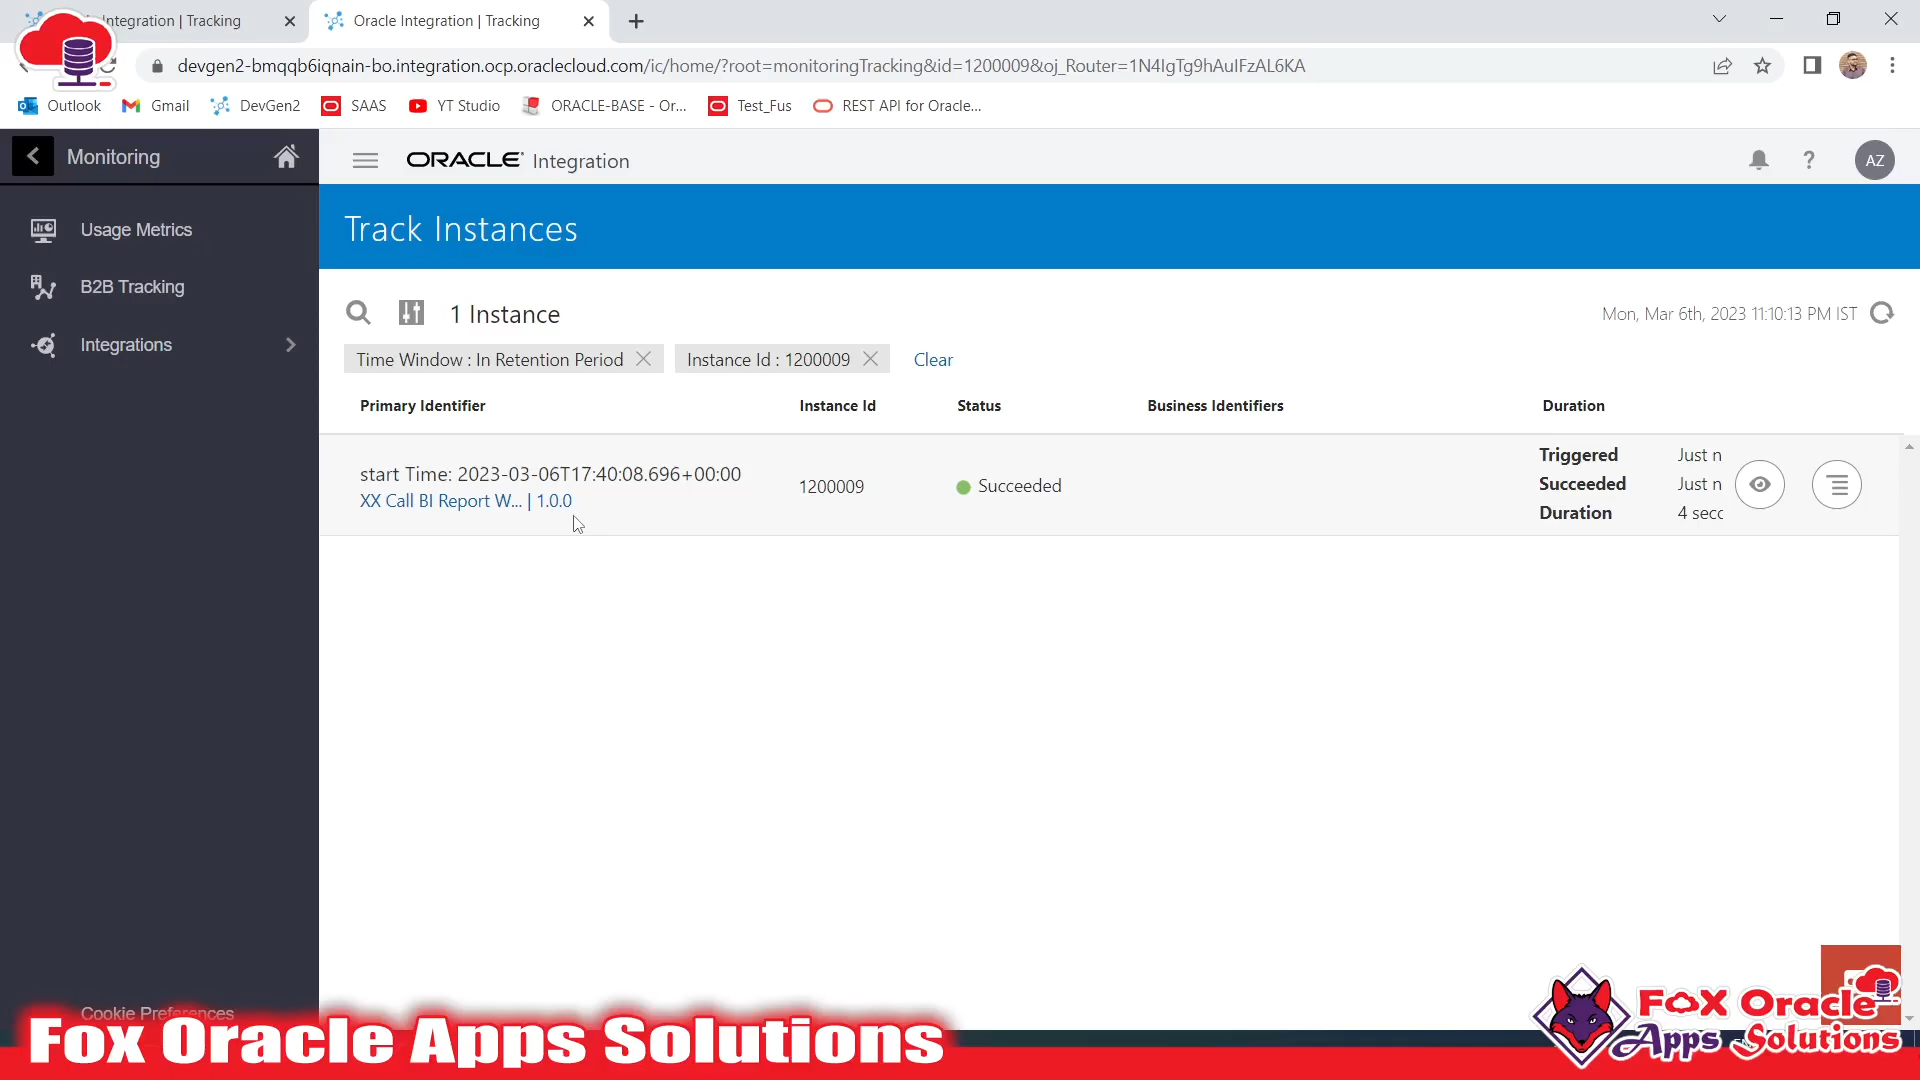 Integration | Tracking
Oracle Integration | Tracking
devgen2-bmqqb6iqnain-bo.integration.ocp.oraclecloud.com/ic/home/?root=monitoringTracking&id=1200009&oj_Router=1N4IgTg9hAuIFzAL6KA
Outlook Gmail DevGen2 SAAS YT Studio ORACLE-BASE - Or... Test_Fus REST API for Oracle...
Monitoring
ORACLE Integration
AZ
Usage Metrics
B2B Tracking
Integrations
Track Instances
1 Instance
Mon, Mar 6th, 2023 11:10:13 PM IST
Time Window : In Retention Period
Instance Id : 1200009
Clear
Primary Identifier Instance Id Status Business Identifiers Duration
start Time: 2023-03-06T17:40:08.696+00:00
XX Call BI Report W... | 1.0.0
1200009
Succeeded
Triggered Just n
Succeeded Just n
Duration 4 secc
Cookie Preferences
Fox Oracle Apps Solutions
Fox Oracle
Apps Solutions